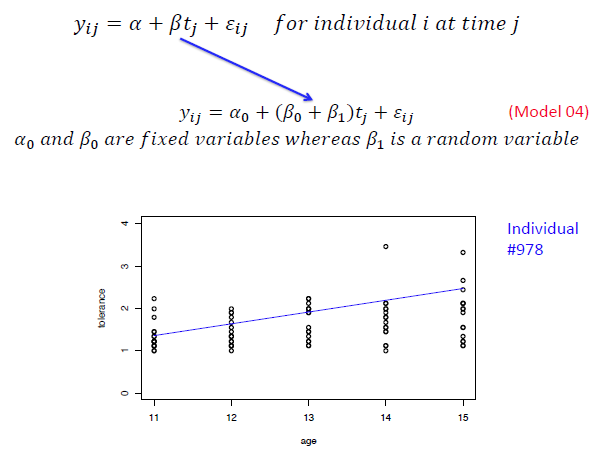 yᵢⱼ = α + βtⱼ + εᵢⱼ for individual i at time j
yᵢⱼ = α₀ + (β₀ + β₁)tⱼ + εᵢⱼ (Model 04)
α₀ and β₀ are fixed variables whereas β₁ is a random variable
Individual
#978
4
3
2
1
0
tolerance
11 12 13 14 15
age